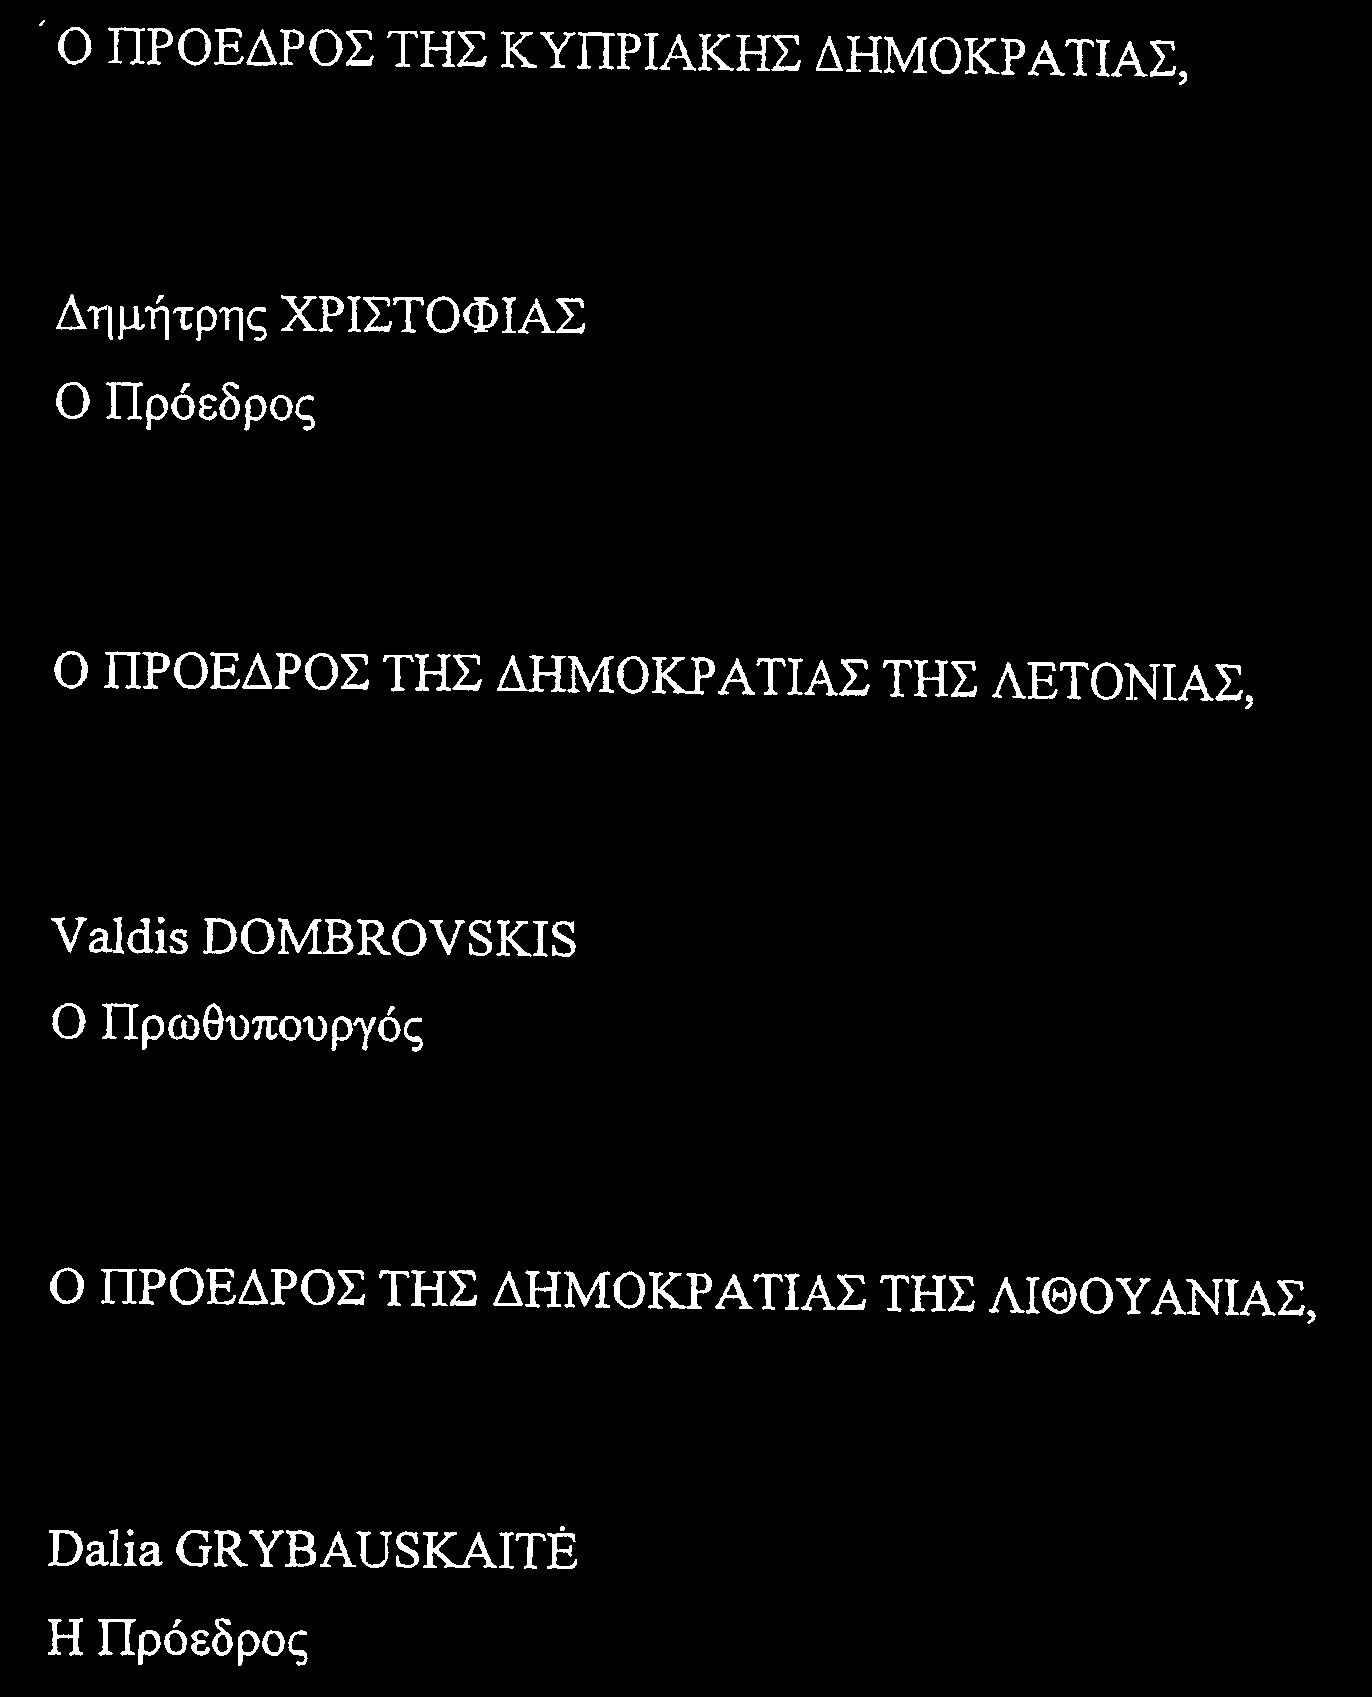 Ο ΠΡΟΕΔΡΟΣ ΤΗΣ ΚΥΠΡΙΑΚΗΣ ΔΗΜΟΚΡΑΤΙΑΣ,
Δημήτρης ΧΡΙΣΤΟΦΙΑΣ
Ο Πρόεδρος
Ο ΠΡΟΕΔΡΟΣ ΤΗΣ ΔΗΜΟΚΡΑΤΙΑΣ ΤΗΣ ΛΕΤΟΝΙΑΣ,
Valdis DOMBROVSKIS
Ο Πρωθυπουργός
Ο ΠΡΟΕΔΡΟΣ ΤΗΣ ΔΗΜΟΚΡΑΤΙΑΣ ΤΗΣ ΛΙΘΟΥΑΝΙΑΣ,
Dalia GRYBAUSKAITĖ
Η Πρόεδρος